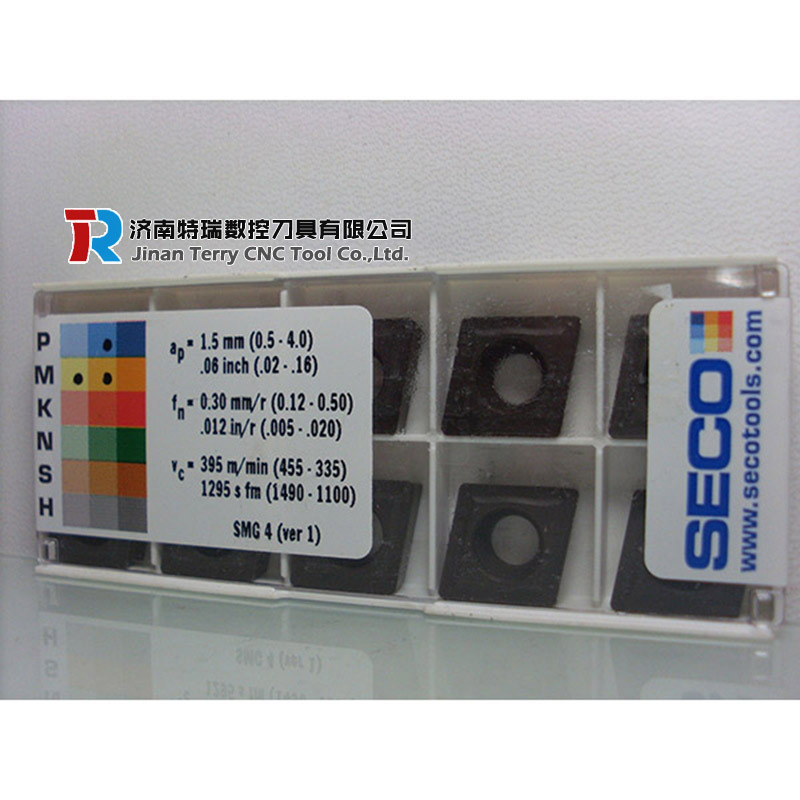 济南特瑞数控刀具有限公司
Jinan Terry CNC Tool Co.,Ltd.
P
M
K
N
S
H
ap = 1.5 mm (0.5 - 4.0)
.06 inch (.02 - .16)
fn = 0.30 mm/r (0.12 - 0.50)
.012 in/r (.005 - .020)
vc = 395 m/min (455 - 335)
1295 s fm (1490 - 1100)
SMG 4 (ver 1)
SECO
www.secotools.com